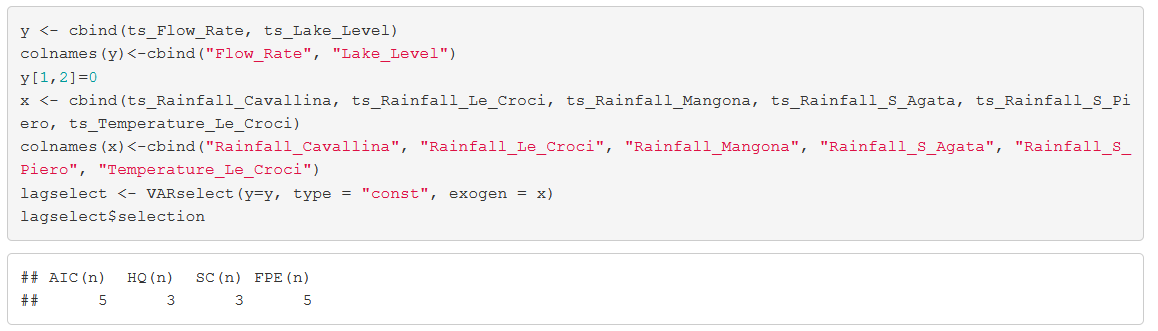 y <- cbind(ts_Flow_Rate, ts_Lake_Level)
colnames(y)<-cbind("Flow_Rate", "Lake_Level")
y[1,2]=0
x <- cbind(ts_Rainfall_Cavallina, ts_Rainfall_Le_Croci, ts_Rainfall_Mangona, ts_Rainfall_S_Agata, ts_Rainfall_S_Pi
ero, ts_Temperature_Le_Croci)
colnames(x)<-cbind("Rainfall_Cavallina", "Rainfall_Le_Croci", "Rainfall_Mangona", "Rainfall_S_Agata", "Rainfall_S_
Piero", "Temperature_Le_Croci")
lagselect <- VARselect(y=y, type = "const", exogen = x)
lagselect$selection
## AIC(n)  HQ(n)  SC(n) FPE(n)
##      5      3      3      5